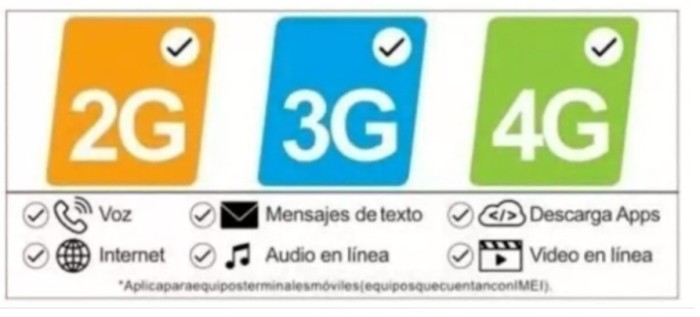 2G 3G 4G
Voz Mensajes de texto </> Descarga Apps
Internet Audio en línea Video en línea
*Aplicaparaequiposterminalesmóviles(equiposquecuentanconIMEI).